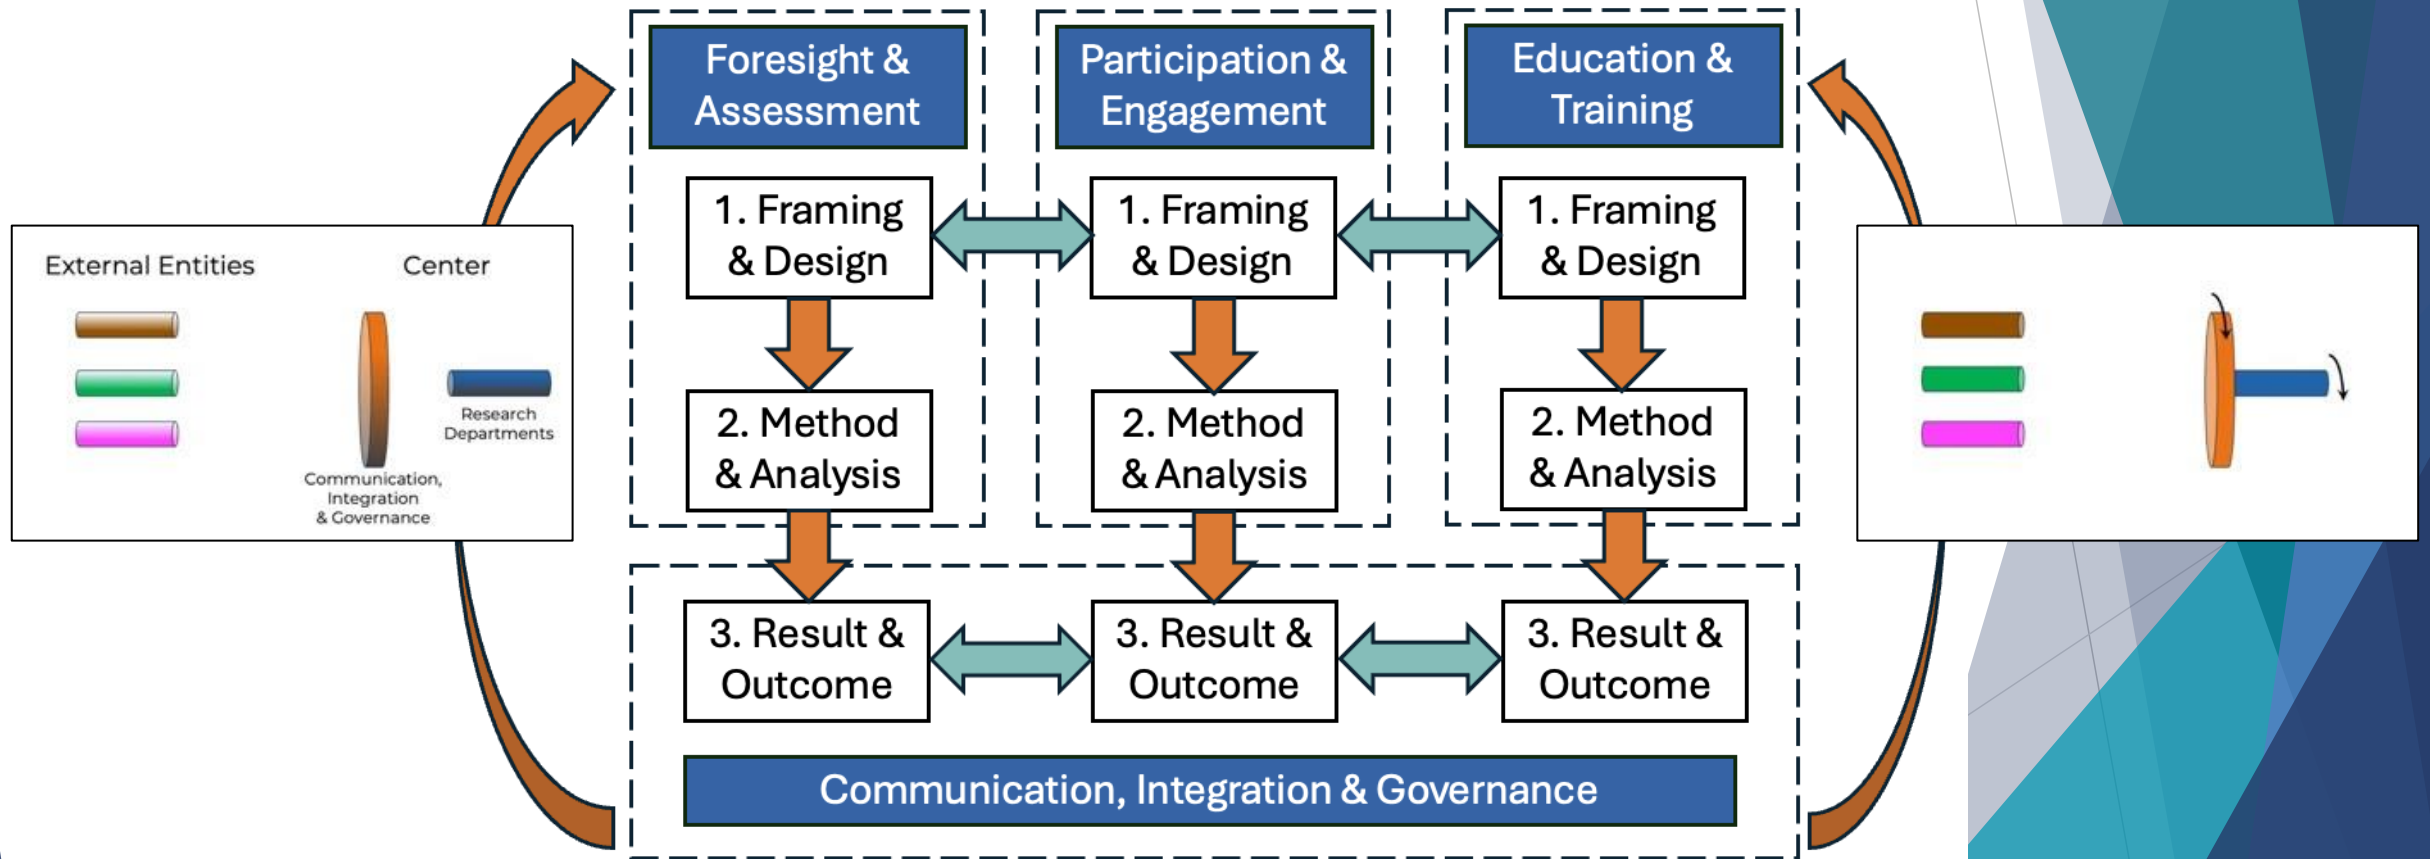 External Entities
Center
Research
Departments
Communication,
Integration
& Governance
Foresight &
Assessment
1. Framing
& Design
2. Method
& Analysis
Participation &
Engagement
1. Framing
& Design
2. Method
& Analysis
Education &
Training
1. Framing
& Design
2. Method
& Analysis
3. Result &
Outcome
3. Result &
Outcome
3. Result &
Outcome
Communication, Integration & Governance